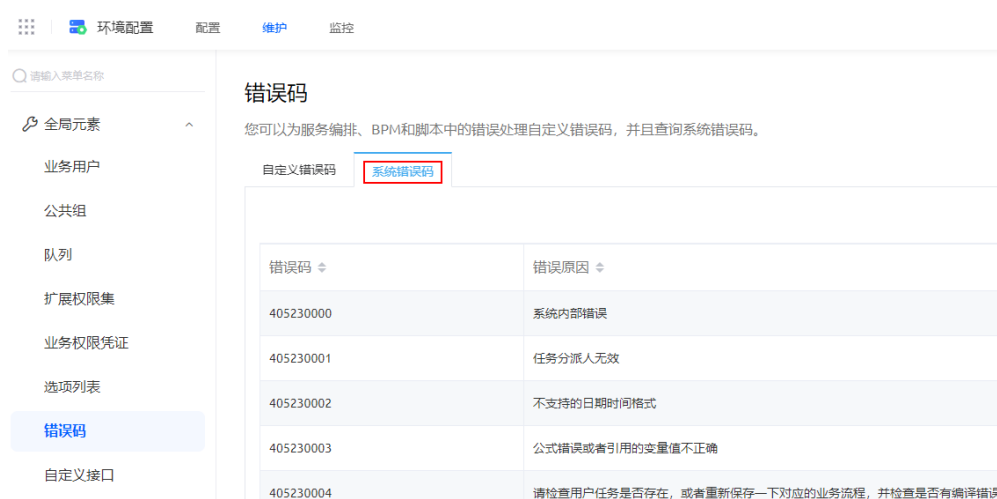 环境配置 配置 维护 监控
请输入菜单名称
全局元素
业务用户
公共组
队列
扩展权限集
业务权限凭证
选项列表
错误码
自定义接口
错误码
您可以为服务编排、BPM和脚本中的错误处理自定义错误码，并且查询系统错误码。
自定义错误码 系统错误码
错误码 错误原因
405230000 系统内部错误
405230001 任务分派人无效
405230002 不支持的日期时间格式
405230003 公式错误或者引用的变量值不正确
405230004 请检查用户任务是否存在，或者重新保存一下对应的业务流程，并检查是否有编译错误